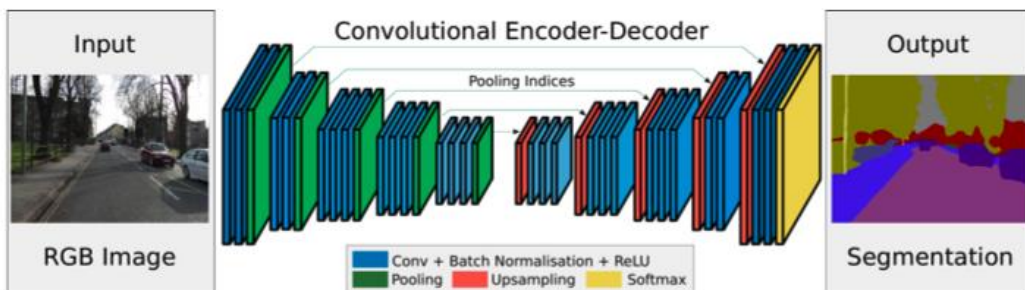 Input
RGB Image
Convolutional Encoder-Decoder
Pooling Indices
Conv + Batch Normalisation + ReLU
Pooling Upsampling Softmax
Output
Segmentation